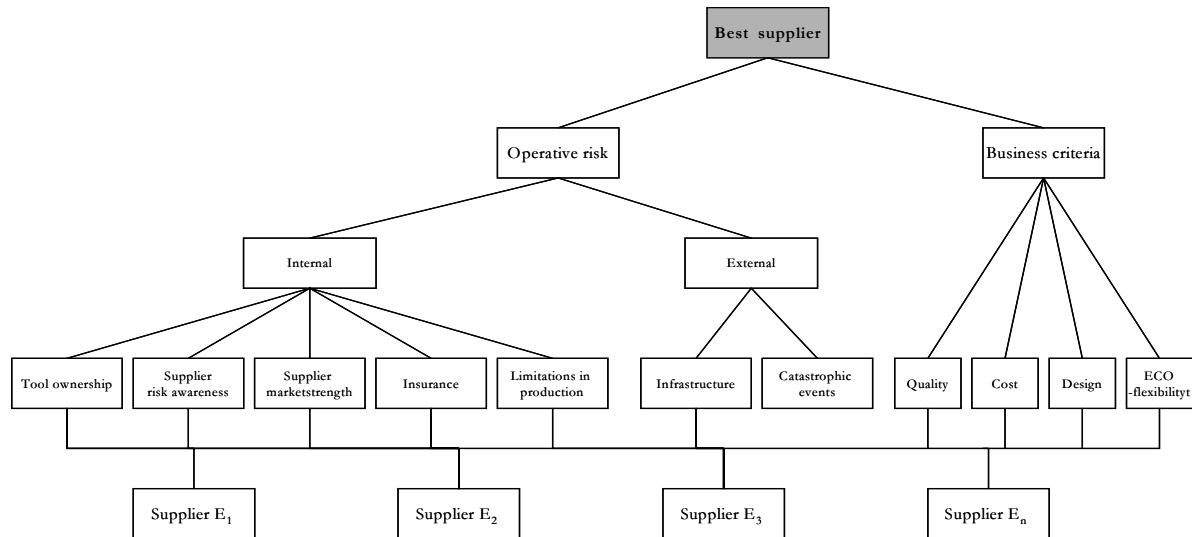 Best supplier
Operative risk
Business criteria
Internal
External
Tool ownership
Supplier
risk awareness
Supplier
marketstrength
Insurance
Limitations in
production
Infrastructure
Catastrophic
events
Quality
Cost
Design
ECO
-flexibilityt
Supplier E₁
Supplier E₂
Supplier E₃
Supplier Eₙ